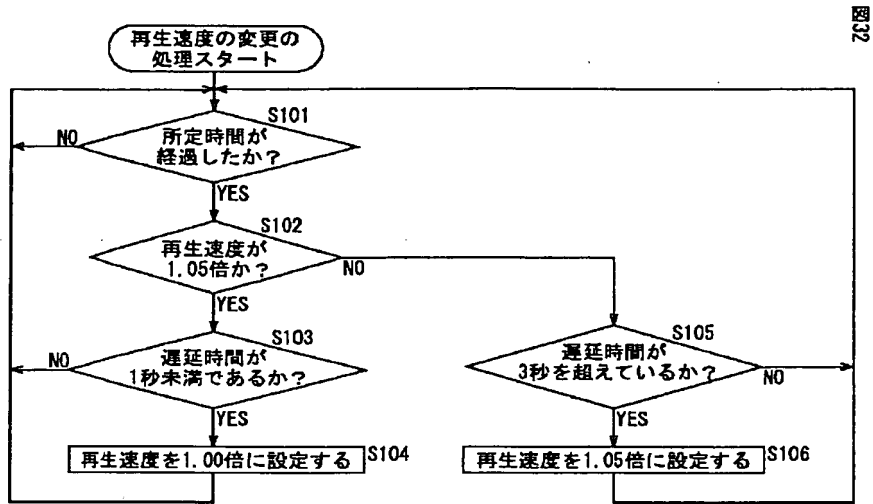 図32
再生速度の変更の
処理スタート
S101
所定時間が
経過したか?
NO
YES
S102
再生速度が
1.05倍か?
NO
YES
S103
遅延時間が
1秒未満であるか?
NO
YES
再生速度を1.00倍に設定する
S104
S105
遅延時間が
3秒を超えているか?
NO
YES
再生速度を1.05倍に設定する
S106